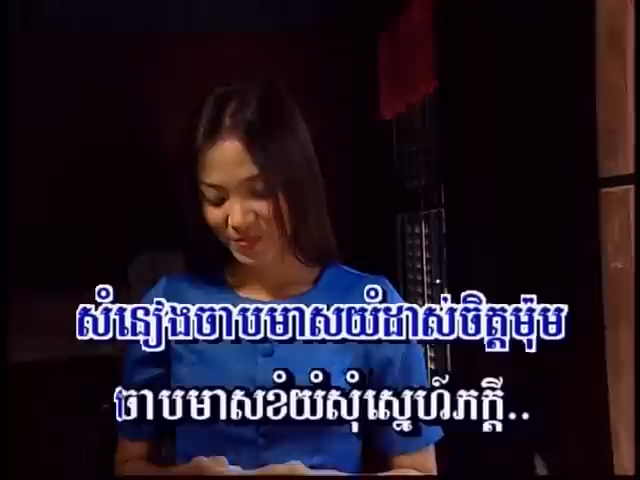 សំនៀងចាបមាសយំដាស់ចិត្តម៉ុម
ចាបមាសខំយំសុំស្នេហ៍ភក្ដី..